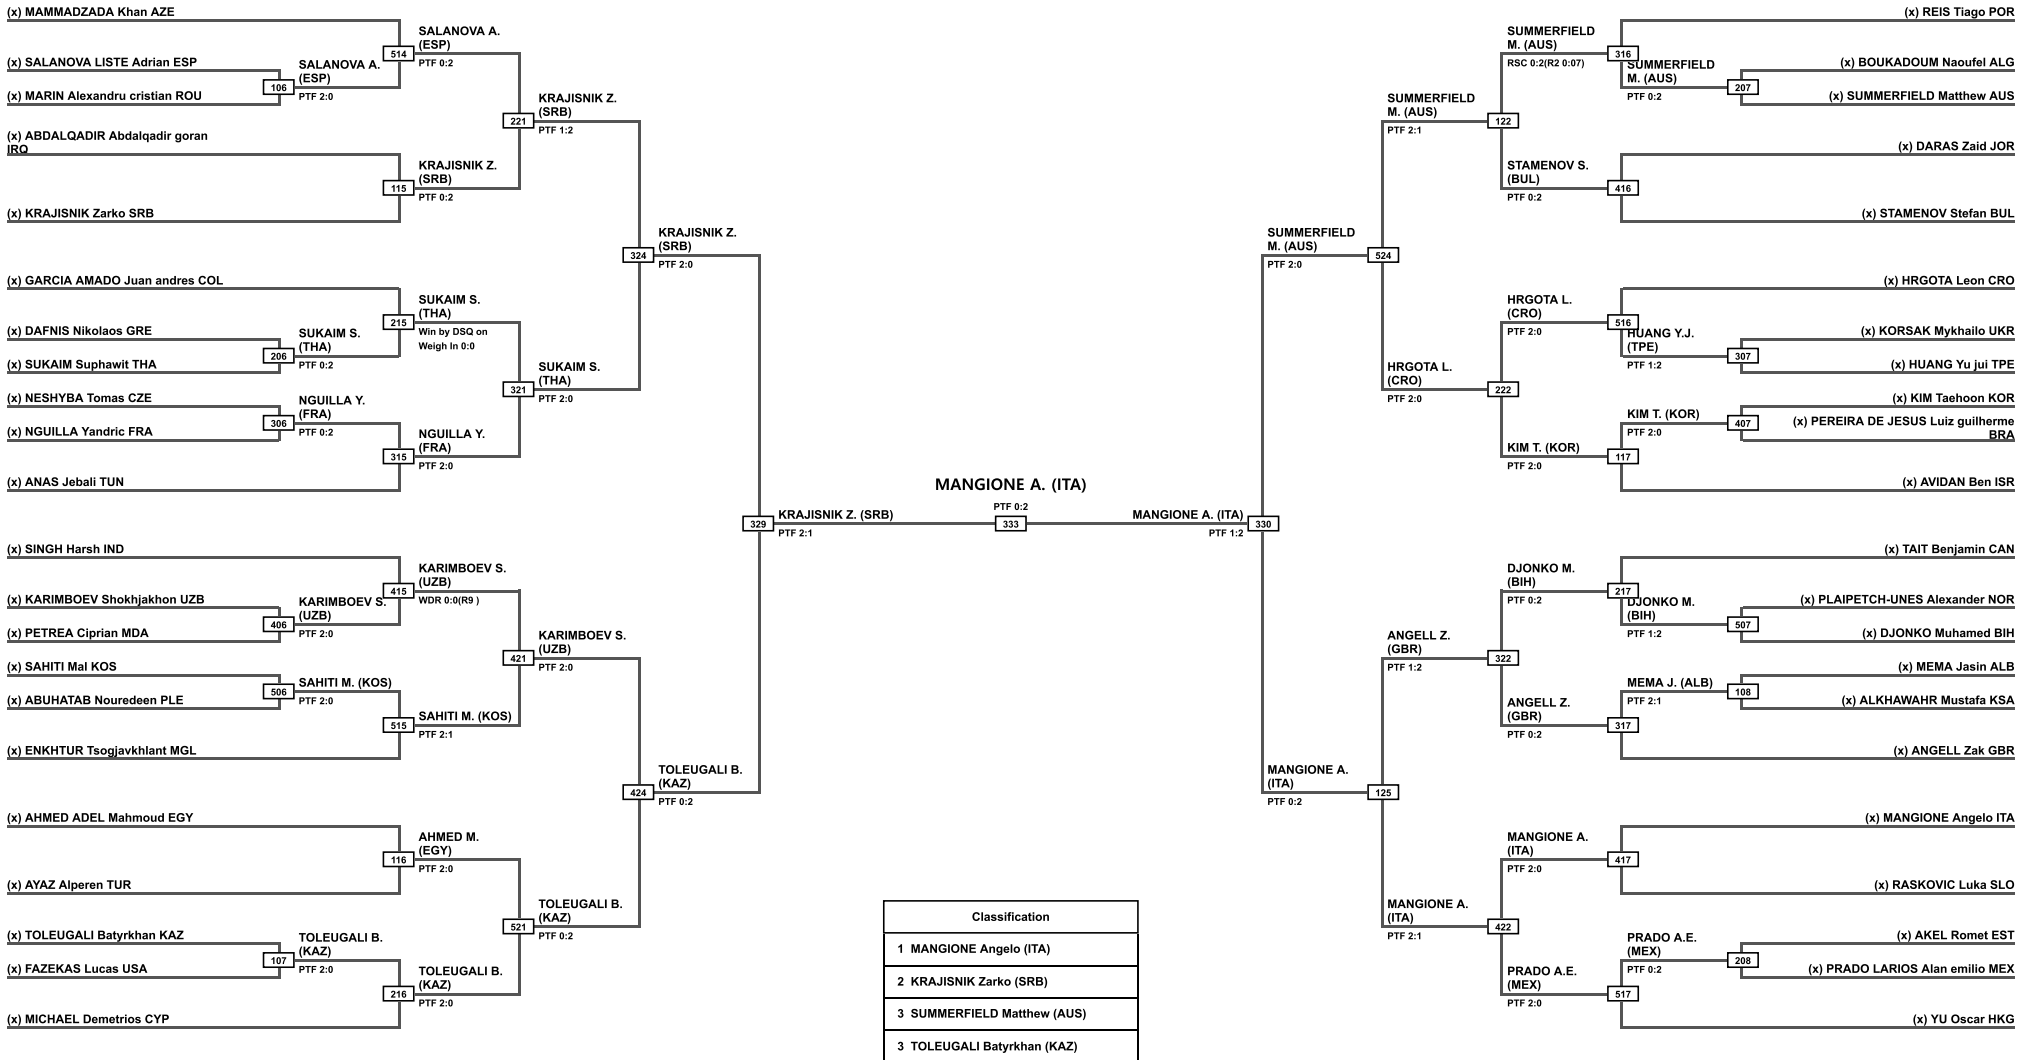 (x) MAMMADZADA Khan AZE
(x) SALANOVA LISTE Adrian ESP
(x) MARIN Alexandru cristian ROU
(x) ABDALQADIR Abdalqadir goran
IRQ
(x) KRAJISNIK Zarko SRB
(x) GARCIA AMADO Juan andres COL
(x) DAFNIS Nikolaos GRE
(x) SUKAIM Suphawit THA
(x) NESHYBA Tomas CZE
(x) NGUILLA Yandric FRA
(x) ANAS Jebali TUN
(x) SINGH Harsh IND
(x) KARIMBOEV Shokhjakhon UZB
(x) PETREA Ciprian MDA
(x) SAHITI Mal KOS
(x) ABUHATAB Nouredeen PLE
(x) ENKHTUR Tsogjavkhlant MGL
(x) AHMED ADEL Mahmoud EGY
(x) AYAZ Alperen TUR
(x) TOLEUGALI Batyrkhan KAZ
(x) FAZEKAS Lucas USA
(x) MICHAEL Demetrios CYP
106
SALANOVA A.
(ESP)
PTF 2:0
206
SUKAIM S.
(THA)
PTF 0:2
306
NGUILLA Y.
(FRA)
PTF 0:2
406
KARIMBOEV S.
(UZB)
PTF 2:0
506
SAHITI M. (KOS)
PTF 2:0
107
TOLEUGALI B.
(KAZ)
PTF 2:0
514
SALANOVA A.
(ESP)
PTF 0:2
115
KRAJISNIK Z.
(SRB)
PTF 0:2
215
SUKAIM S.
(THA)
Win by DSQ on
Weigh In 0:0
315
NGUILLA Y.
(FRA)
PTF 2:0
415
KARIMBOEV S.
(UZB)
WDR 0:0(R9 )
515
SAHITI M. (KOS)
PTF 2:1
116
AHMED M.
(EGY)
PTF 2:0
216
TOLEUGALI B.
(KAZ)
PTF 2:0
221
KRAJISNIK Z.
(SRB)
PTF 1:2
321
SUKAIM S.
(THA)
PTF 2:0
421
KARIMBOEV S.
(UZB)
PTF 2:0
521
TOLEUGALI B.
(KAZ)
PTF 0:2
324
KRAJISNIK Z.
(SRB)
PTF 2:0
424
TOLEUGALI B.
(KAZ)
PTF 0:2
329
KRAJISNIK Z. (SRB)
PTF 2:1
MANGIONE A. (ITA)
PTF 0:2
333
MANGIONE A. (ITA)
PTF 1:2
330
SUMMERFIELD
M. (AUS)
PTF 2:0
524
MANGIONE A.
(ITA)
PTF 0:2
125
SUMMERFIELD
M. (AUS)
PTF 2:1
122
HRGOTA L.
(CRO)
PTF 2:0
222
ANGELL Z.
(GBR)
PTF 1:2
322
MANGIONE A.
(ITA)
PTF 2:1
422
SUMMERFIELD
M. (AUS)
RSC 0:2(R2 0:07)
316
STAMENOV S.
(BUL)
PTF 0:2
416
HRGOTA L.
(CRO)
PTF 2:0
516
KIM T. (KOR)
PTF 2:0
117
DJONKO M.
(BIH)
PTF 0:2
217
ANGELL Z.
(GBR)
PTF 0:2
317
MANGIONE A.
(ITA)
PTF 2:0
417
PRADO A.E.
(MEX)
PTF 2:0
517
SUMMERFIELD
M. (AUS)
PTF 0:2
207
HUANG Y.J.
(TPE)
PTF 1:2
307
KIM T. (KOR)
PTF 2:0
407
DJONKO M.
(BIH)
PTF 1:2
507
MEMA J. (ALB)
PTF 2:1
108
PRADO A.E.
(MEX)
PTF 0:2
208
(x) REIS Tiago POR
(x) BOUKADOUM Naoufel ALG
(x) SUMMERFIELD Matthew AUS
(x) DARAS Zaid JOR
(x) STAMENOV Stefan BUL
(x) HRGOTA Leon CRO
(x) KORSAK Mykhailo UKR
(x) HUANG Yu jui TPE
(x) KIM Taehoon KOR
(x) PEREIRA DE JESUS Luiz guilherme
BRA
(x) AVIDAN Ben ISR
(x) TAIT Benjamin CAN
(x) PLAIPETCH-UNES Alexander NOR
(x) DJONKO Muhamed BIH
(x) MEMA Jasin ALB
(x) ALKHAWAHR Mustafa KSA
(x) ANGELL Zak GBR
(x) MANGIONE Angelo ITA
(x) RASKOVIC Luka SLO
(x) AKEL Romet EST
(x) PRADO LARIOS Alan emilio MEX
(x) YU Oscar HKG
Classification
1 MANGIONE Angelo (ITA)
2 KRAJISNIK Zarko (SRB)
3 SUMMERFIELD Matthew (AUS)
3 TOLEUGALI Batyrkhan (KAZ)